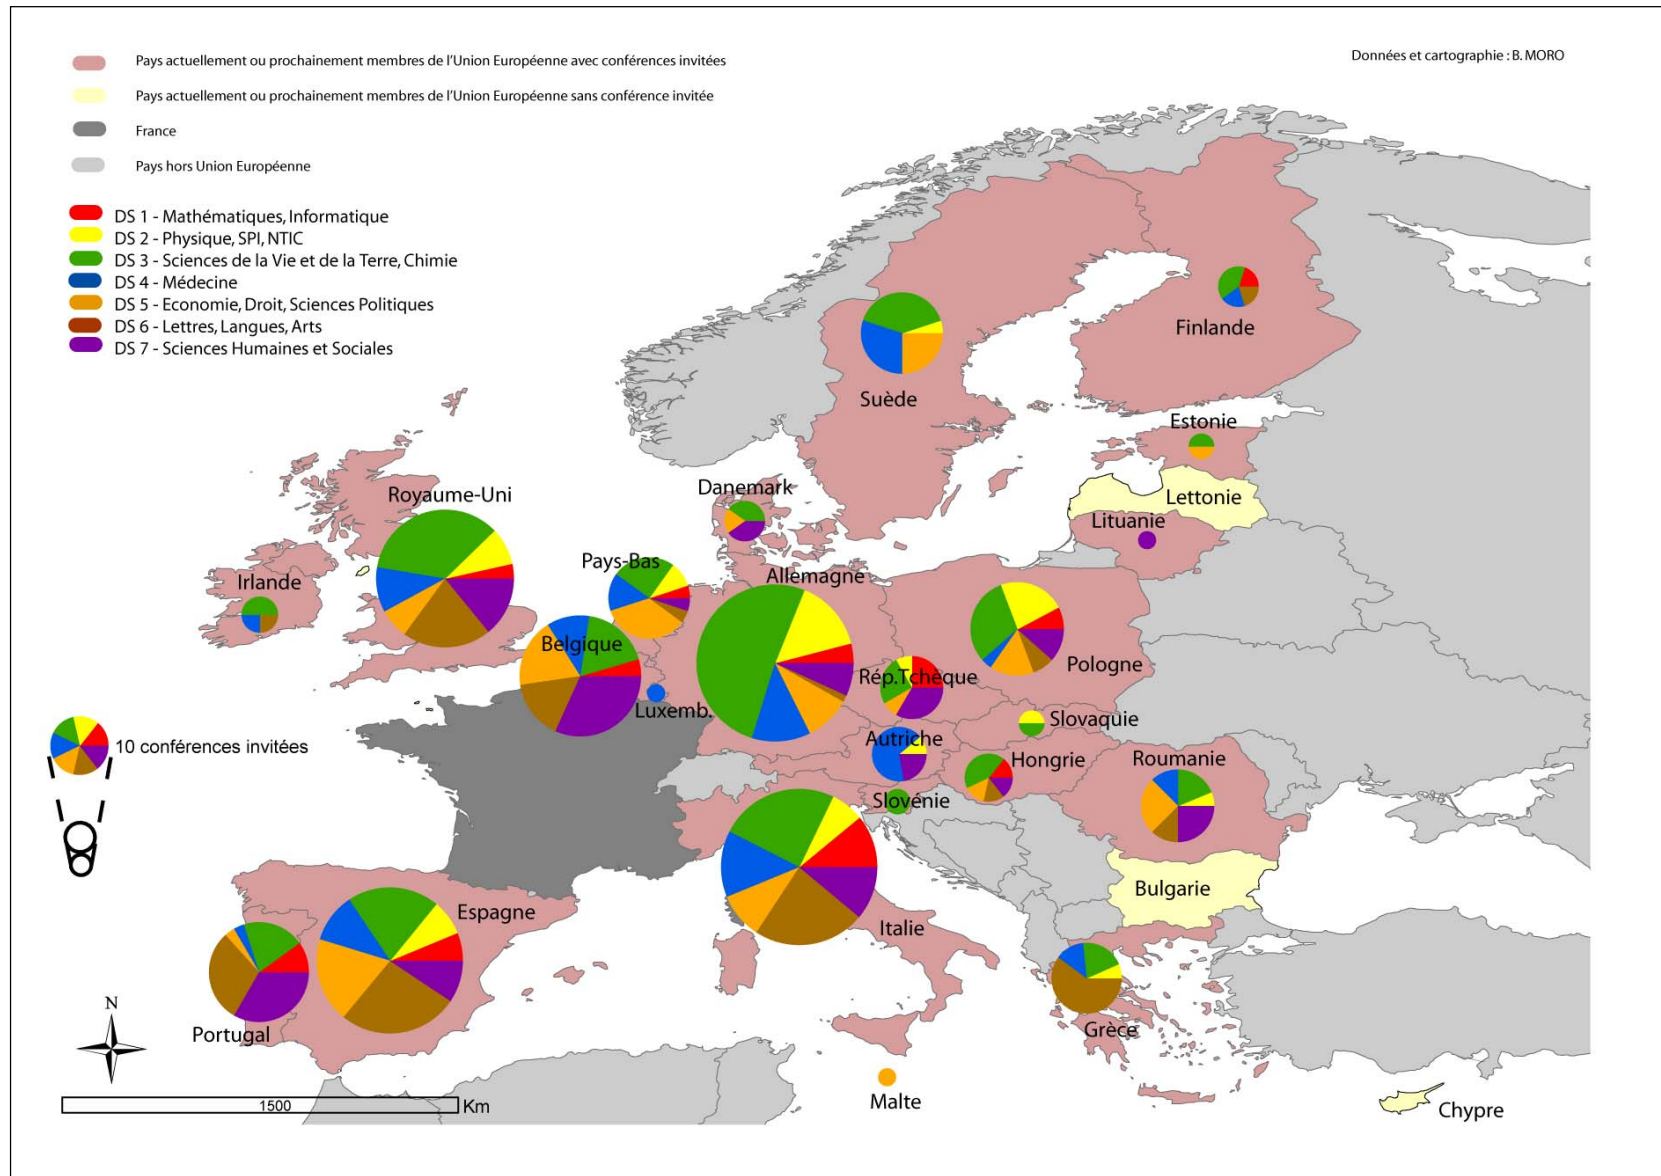 Pays actuellement ou prochainement membres de l'Union Européenne avec conférences invitées
Données et cartographie : B. MORO
Pays actuellement ou prochainement membres de l'Union Européenne sans conférence invitée
France
Pays hors Union Européenne
DS 1 - Mathématiques, Informatique
DS 2 - Physique, SPI, NTIC
DS 3 - Sciences de la Vie et de la Terre, Chimie
DS 4 - Médecine
DS 5 - Economie, Droit, Sciences Politiques
DS 6 - Lettres, Langues, Arts
DS 7 - Sciences Humaines et Sociales
Finlande
Suède
Estonie
Danemark
Royaume-Uni
Lettonie
Lituanie
Pays-Bas
Allemagne
Irlande
Belgique
Pologne
Rép.Tchèque
Luxemb.
Slovaquie
Autriche
10 conférences invitées
Hongrie
Roumanie
Slovénie
Bulgarie
Espagne
Italie
N
Portugal
Grèce
Malte
1500
Km
Chypre